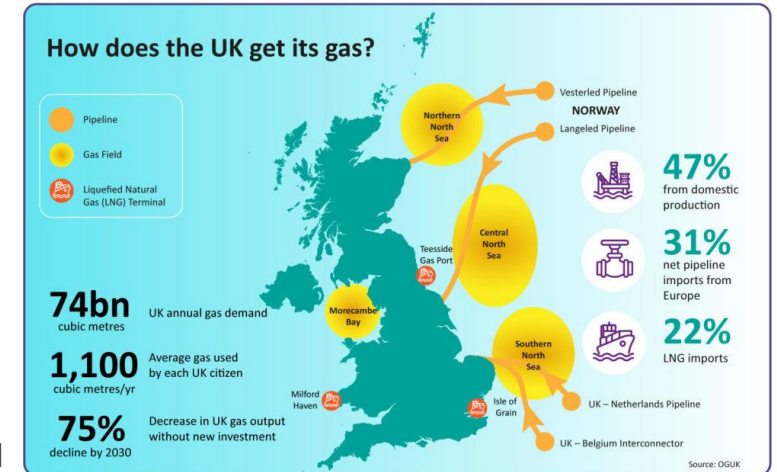 How does the UK get its gas?
Pipeline
Gas Field
Liquefied Natural
Gas (LNG) Terminal
Northern
North
Sea
Vesterled Pipeline
NORWAY
Langeled Pipeline
47%
from domestic
production
Central
North
Sea
Teesside
Gas Port
31%
net pipeline
imports from
Europe
74bn
cubic metres
UK annual gas demand
Morecambe
Bay
22%
LNG imports
Southern
North
Sea
1,100
cubic metres/yr
Average gas used
by each UK citizen
Milford
Haven
Isle of
Grain
UK – Netherlands Pipeline
75%
decline by 2030
Decrease in UK gas output
without new investment
UK – Belgium Interconnector
Source: OGUK